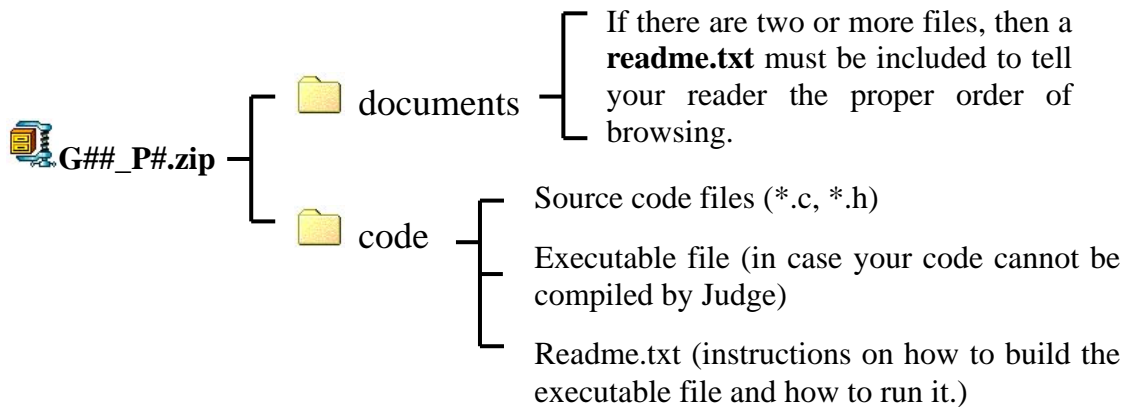 G##_P#.zip
documents
If there are two or more files, then a
readme.txt must be included to tell
your reader the proper order of
browsing.
code
Source code files (*.c, *.h)
Executable file (in case your code cannot be
compiled by Judge)
Readme.txt (instructions on how to build the
executable file and how to run it.)